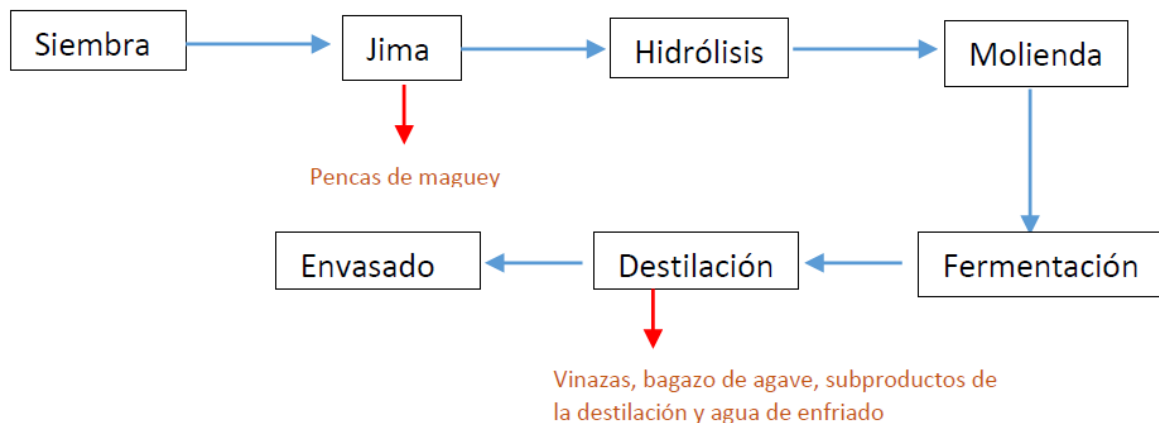 Siembra
Jima
Hidrólisis
Molienda
Pencas de maguey
Envasado
Destilación
Fermentación
Vinazas, bagazo de agave, subproductos de
la destilación y agua de enfriado